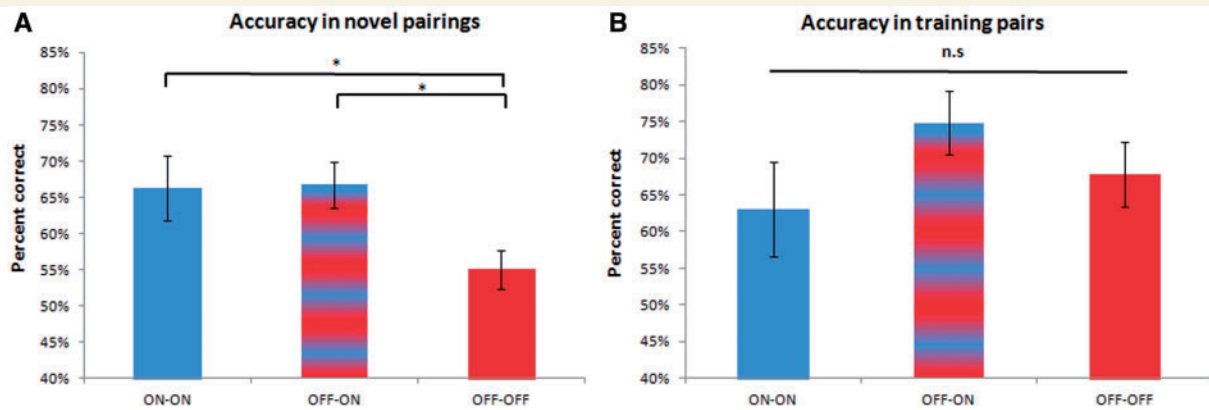 A
Accuracy in novel pairings
85%
80%
75%
70%
65%
60%
55%
50%
45%
40%
Percent correct
*
*
ON-ON
OFF-ON
OFF-OFF
B
Accuracy in training pairs
85%
80%
75%
70%
65%
60%
55%
50%
45%
40%
Percent correct
n.s
ON-ON
OFF-ON
OFF-OFF